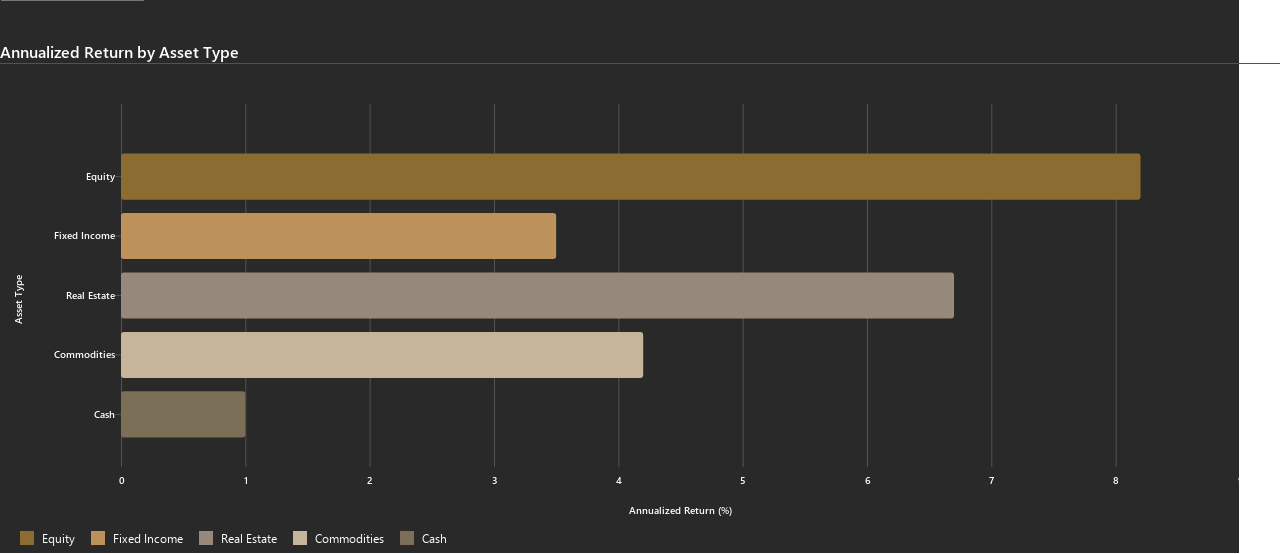 Annualized Return by Asset Type
Equity
Fixed Income
Real Estate
Commodities
Cash
Asset Type
0 1 2 3 4 5 6 7 8
Annualized Return (%)
Equity Fixed Income Real Estate Commodities Cash